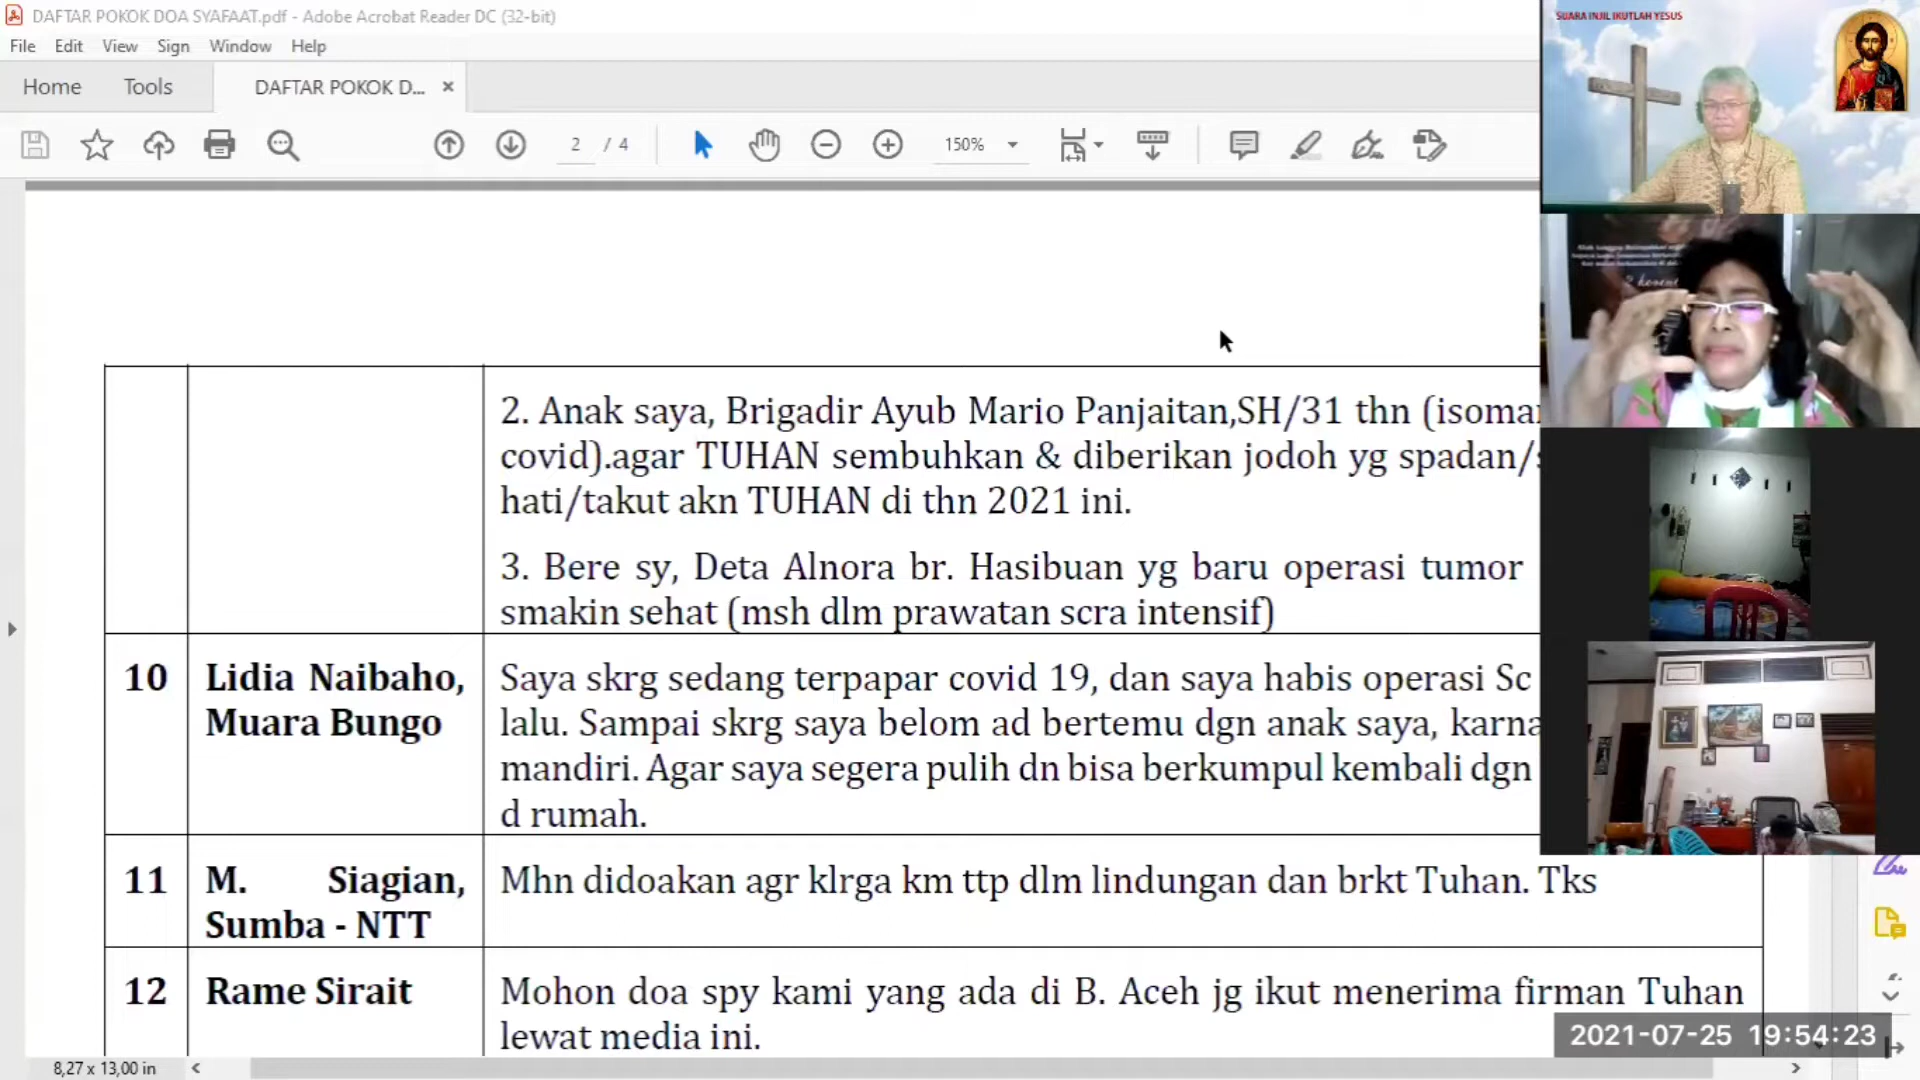 DAFTAR POKOK DOA SYAFAAT.pdf - Adobe Acrobat Reader DC (32-bit)
File Edit View Sign Window Help
Home Tools DAFTAR POKOK D... ×
2 / 4 150%
SUARA INJIL IKUTLAH YESUS
2. Anak saya, Brigadir Ayub Mario Panjaitan,SH/31 thn
covid).agar TUHAN sembuhkan & diberikan jodoh yg
hati/takut akn TUHAN di thn 2021 ini.
3. Bere sy, Deta Alnora br. Hasibuan yg baru operasi tumor
smakin sehat (msh dlm prawatan scra intensif)
10 Lidia Naibaho,
Muara Bungo
Saya skrg sedang terpapar covid 19, dan saya habis operasi Sc
lalu. Sampai skrg saya belom ad bertemu dgn anak saya, karna
mandiri. Agar saya segera pulih dn bisa berkumpul kembali dgn
d rumah.
11 M. Siagian,
Sumba - NTT
Mhn didoakan agr klrga km ttp dlm lindungan dan brkt Tuhan. Tks
12 Rame Sirait
Mohon doa spy kami yang ada di B. Aceh jg ikut menerima firman Tuhan
lewat media ini.
2021-07-25 19:54:23
8,27 x 13,00 in